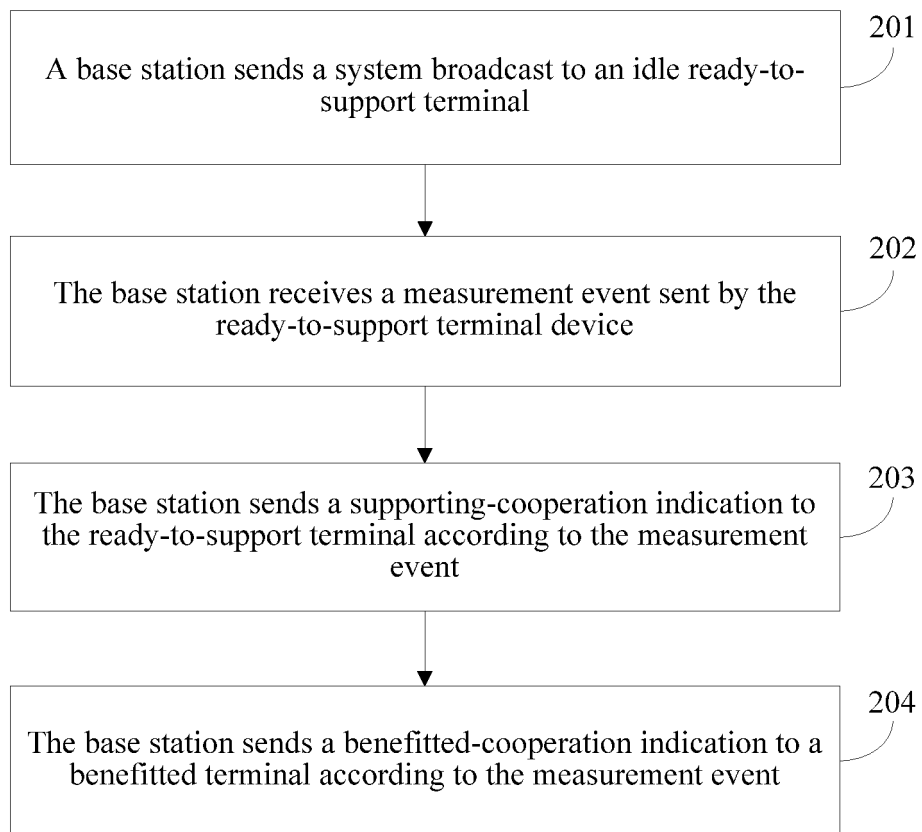 201
A base station sends a system broadcast to an idle ready-to-
support terminal
202
The base station receives a measurement event sent by the
ready-to-support terminal device
203
The base station sends a supporting-cooperation indication to
the ready-to-support terminal according to the measurement
event
204
The base station sends a benefitted-cooperation indication to a
benefitted terminal according to the measurement event